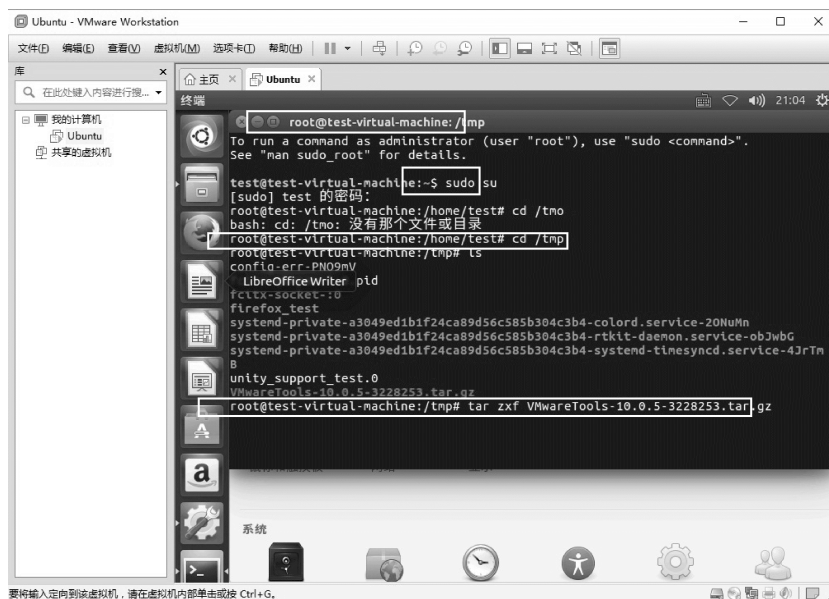 Ubuntu - VMware Workstation
文件(F) 编辑(E) 查看(V) 虚拟机(M) 选项卡(T) 帮助(H)
库
在此处键入内容进行搜...
我的计算机
Ubuntu
共享的虚拟机
主页
Ubuntu
终端
21:04
root@test-virtual-machine: /tmp
To run a command as administrator (user "root"), use "sudo <command>".
See "man sudo_root" for details.
test@test-virtual-machine:~$ sudo su
[sudo] test 的密码：
root@test-virtual-machine:/home/test# cd /tmo
bash: cd: /tmo: 没有那个文件或目录
root@test-virtual-machine:/home/test# cd /tmp
root@test-virtual-machine:/tmp# ls
config-err-PNO9mV
LibreOffice Writer
pid
fcitx-socket-:0
firefox_test
systemd-private-a3049ed1b1f24ca89d56c585b304c3b4-colord.service-2ONuMn
systemd-private-a3049ed1b1f24ca89d56c585b304c3b4-rtkit-daemon.service-obJwbG
systemd-private-a3049ed1b1f24ca89d56c585b304c3b4-systemd-timesyncd.service-4JrTm
B
unity_support_test.0
VMwareTools-10.0.5-3228253.tar.gz
root@test-virtual-machine:/tmp# tar zxf VMwareTools-10.0.5-3228253.tar.gz
系统
要将输入定向到该虚拟机，请在虚拟机内部单击或按 Ctrl+G。